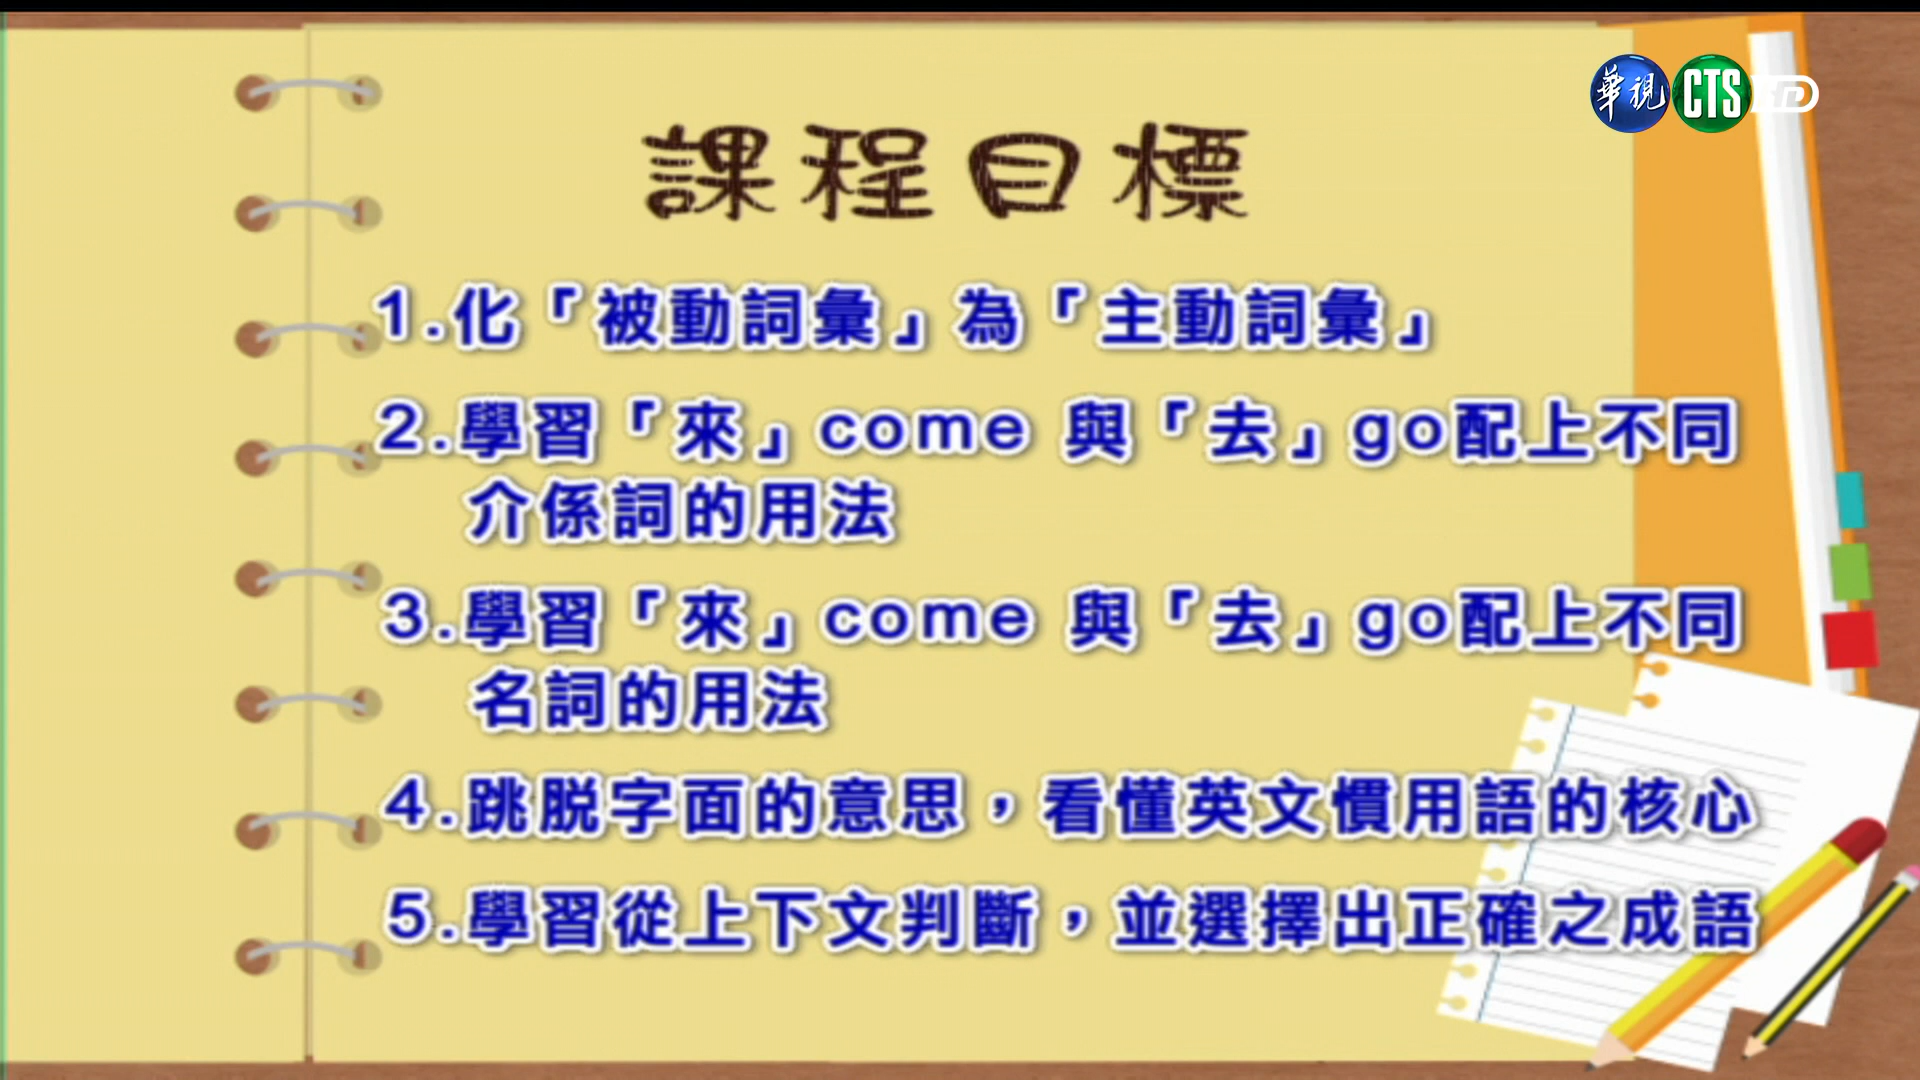 華視 CTS HD
課程目標
1.化「被動詞彙」為「主動詞彙」
2.學習「來」come 與「去」go配上不同
介係詞的用法
3.學習「來」come 與「去」go配上不同
名詞的用法
4.跳脫字面的意思，看懂英文慣用語的核心
5.學習從上下文判斷，並選擇出正確之成語